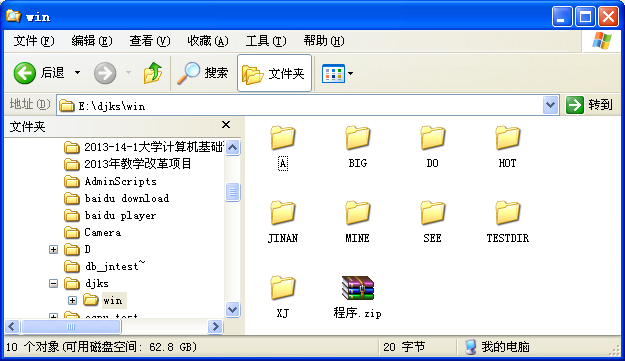 win
文件(F) 编辑(E) 查看(V) 收藏(A) 工具(T) 帮助(H)
后退 搜索 文件夹
地址(D) E:\djks\win 转到
文件夹
2013-14-1大学计算机基础
2013年教学改革项目
AdminScripts
baidu download
baidu player
Camera
D
db_jntest~
djks
win
A BIG DO HOT
JINAN MINE SEE TESTDIR
XJ 程序.zip
10 个对象(可用磁盘空间: 62.8 GB) 20 字节 我的电脑